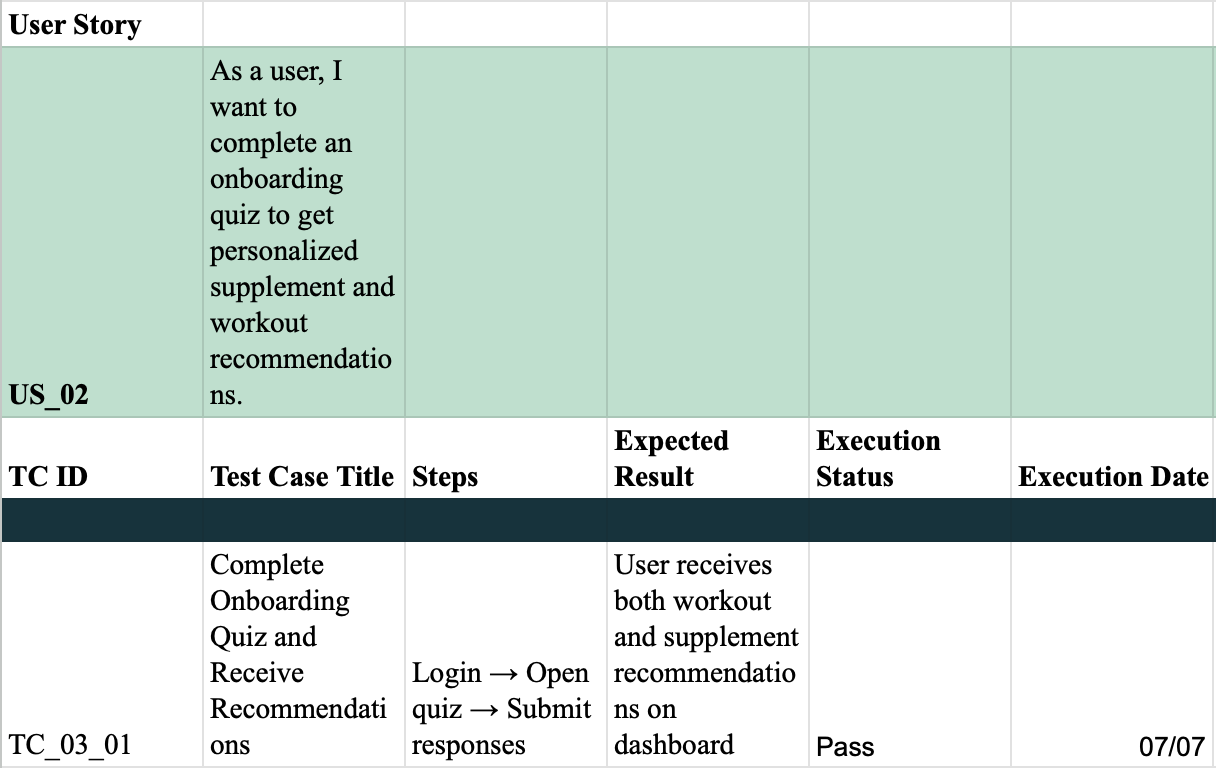 User Story
US_02
As a user, I
want to
complete an
onboarding
quiz to get
personalized
supplement and
workout
recommendatio
ns.
TC ID
Test Case Title
Steps
Expected
Result
Execution
Status
Execution Date
TC_03_01
Complete
Onboarding
Quiz and
Receive
Recommendati
ons
Login → Open
quiz → Submit
responses
User receives
both workout
and supplement
recommendatio
ns on
dashboard
Pass
07/07